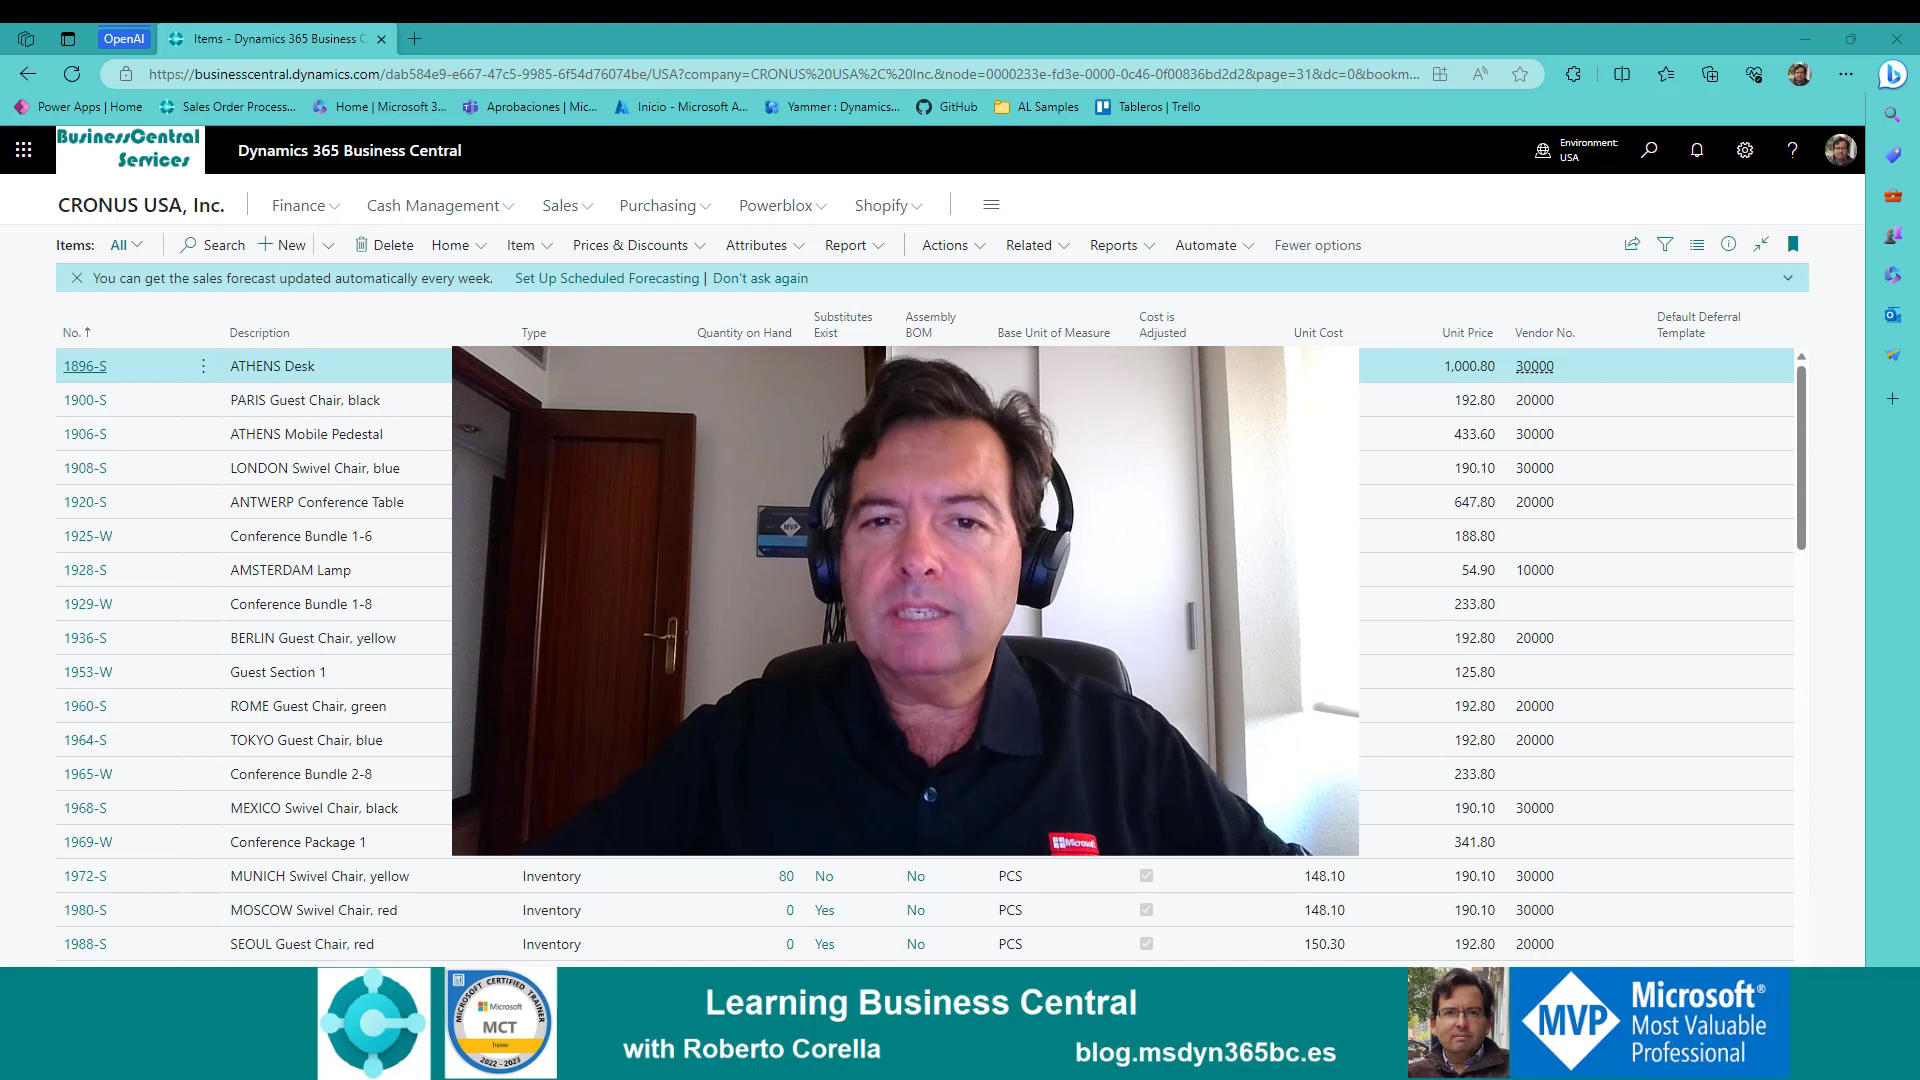 OpenAI
Items - Dynamics 365 Business C
https://businesscentral.dynamics.com/dab584e9-e667-47c5-9985-6f54d76074be/USA?company=CRONUS%20USA%2C%20Inc.&node=0000233e-fd3e-0000-0c46-0f00836bd2d2&page=31&dc=0&bookm...
Power Apps | Home
Sales Order Process...
Home | Microsoft 3...
Aprobaciones | Mic...
Inicio - Microsoft A...
Yammer : Dynamics...
GitHub
AL Samples
Tableros | Trello
BusinessCentral
Services
Dynamics 365 Business Central
Environment:
USA
CRONUS USA, Inc.
Finance
Cash Management
Sales
Purchasing
Powerblox
Shopify
Items: All
Search
New
Delete
Home
Item
Prices & Discounts
Attributes
Report
Actions
Related
Reports
Automate
Fewer options
You can get the sales forecast updated automatically every week. Set Up Scheduled Forecasting | Don't ask again
No. ↑ Description Type Quantity on Hand Substitutes Exist Assembly BOM Base Unit of Measure Cost is Adjusted Unit Cost Unit Price Vendor No. Default Deferral Template
1896-S ATHENS Desk 1,000.80 30000
1900-S PARIS Guest Chair, black 192.80 20000
1906-S ATHENS Mobile Pedestal 433.60 30000
1908-S LONDON Swivel Chair, blue 190.10 30000
1920-S ANTWERP Conference Table 647.80 20000
1925-W Conference Bundle 1-6 188.80
1928-S AMSTERDAM Lamp 54.90 10000
1929-W Conference Bundle 1-8 233.80
1936-S BERLIN Guest Chair, yellow 192.80 20000
1953-W Guest Section 1 125.80
1960-S ROME Guest Chair, green 192.80 20000
1964-S TOKYO Guest Chair, blue 192.80 20000
1965-W Conference Bundle 2-8 233.80
1968-S MEXICO Swivel Chair, black 190.10 30000
1969-W Conference Package 1 341.80
1972-S MUNICH Swivel Chair, yellow Inventory 80 No No PCS 148.10 190.10 30000
1980-S MOSCOW Swivel Chair, red Inventory 0 Yes No PCS 148.10 190.10 30000
1988-S SEOUL Guest Chair, red Inventory 0 Yes No PCS 150.30 192.80 20000
MVP
Microsoft
MICROSOFT CERTIFIED TRAINER
Microsoft
MCT
Trainer
2022 - 2023
Learning Business Central
with Roberto Corella
blog.msdyn365bc.es
MVP
Microsoft®
Most Valuable
Professional